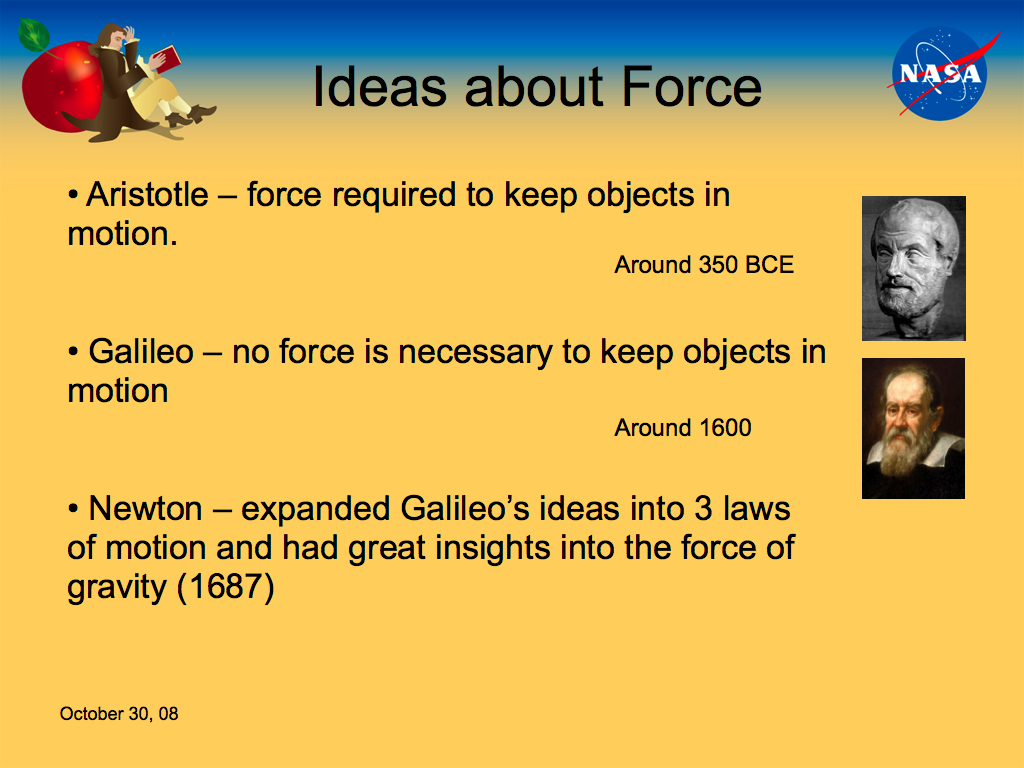 Ideas about Force
NASA
• Aristotle – force required to keep objects in
motion.
Around 350 BCE
• Galileo – no force is necessary to keep objects in
motion
Around 1600
• Newton – expanded Galileo’s ideas into 3 laws
of motion and had great insights into the force of
gravity (1687)
October 30, 08